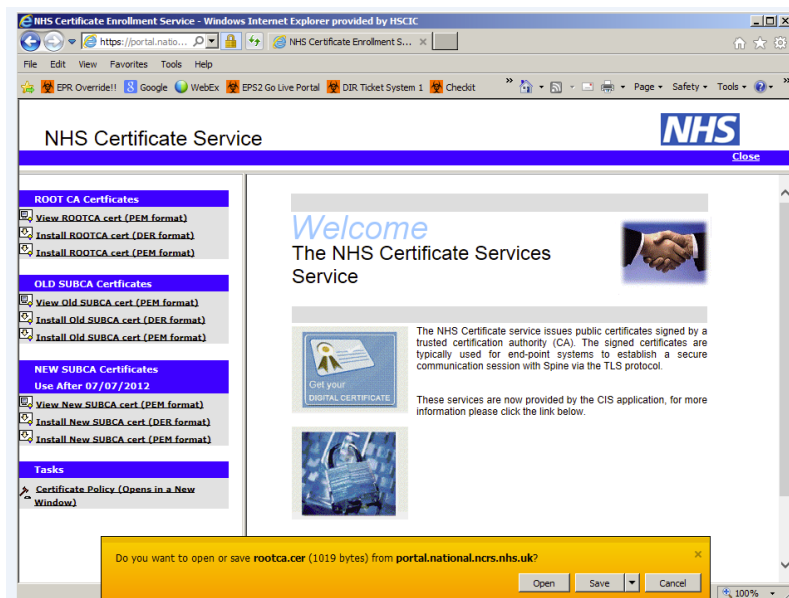 NHS Certificate Enrollment Service - Windows Internet Explorer provided by HSCIC
https://portal.natio...
NHS Certificate Enrolment S...
File Edit View Favorites Tools Help
EPR Override!! Google WebEx EPS2 Go Live Portal DIR Ticket System 1 Checkit » Page Safety Tools »
NHS Certificate Service
NHS
Close
ROOT CA Certficates
View ROOTCA cert (PEM format)
Install ROOTCA cert (DER format)
Install ROOTCA cert (PEM format)
OLD SUBCA Certficates
View Old SUBCA cert (PEM format)
Install Old SUBCA cert (DER format)
Install Old SUBCA cert (PEM format)
NEW SUBCA Certificates
Use After 07/07/2012
View New SUBCA cert (PEM format)
Install New SUBCA cert (DER format)
Install New SUBCA cert (PEM format)
Tasks
Certificate Policy (Opens in a New
Window)
Welcome
The NHS Certificate Services
Service
Get your
DIGITAL CERTIFICATE
The NHS Certificate service issues public certificates signed by a
trusted certification authority (CA). The signed certificates are
typically used for end-point systems to establish a secure
communication session with Spine via the TLS protocol.
These services are now provided by the CIS application, for more
information please click the link below.
Do you want to open or save rootca.cer (1019 bytes) from portal.national.ncrs.nhs.uk?
Open Save Cancel
100%